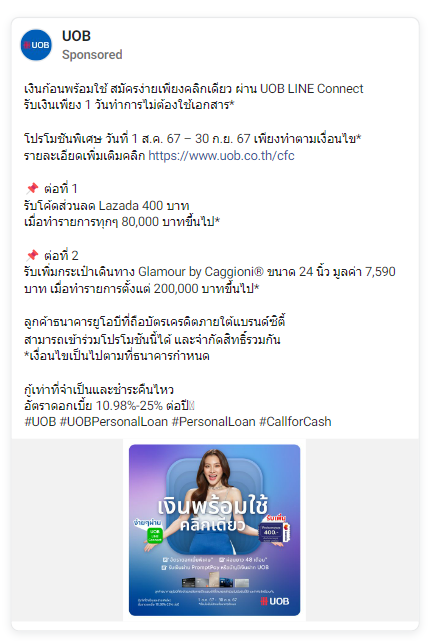 UOB
UOB
Sponsored
เงินก้อนพร้อมใช้ สมัครง่ายเพียงคลิกเดียว ผ่าน UOB LINE Connect
รับเงินเพียง 1 วันทำการไม่ต้องใช้เอกสาร*
โปรโมชันพิเศษ วันที่ 1 ส.ค. 67 – 30 ก.ย. 67 เพียงทำตามเงื่อนไข*
รายละเอียดเพิ่มเติมคลิก https://www.uob.co.th/cfc
📌 ต่อที่ 1
รับโค้ดส่วนลด Lazada 400 บาท
เมื่อทำรายการทุกๆ 80,000 บาทขึ้นไป*
📌 ต่อที่ 2
รับเพิ่มกระเป๋าเดินทาง Glamour by Caggioni® ขนาด 24 นิ้ว มูลค่า 7,590
บาท เมื่อทำรายการตั้งแต่ 200,000 บาทขึ้นไป*
ลูกค้าธนาคารยูโอบีที่ถือบัตรเครดิตภายใต้แบรนด์ซิตี้
สามารถเข้าร่วมโปรโมชันนี้ได้ และจำกัดสิทธิ์รวมกัน
*เงื่อนไขเป็นไปตามที่ธนาคารกำหนด
กู้เท่าที่จำเป็นและชำระคืนไหว
อัตราดอกเบี้ย 10.98%-25% ต่อปี
#UOB #UOBPersonalLoan #PersonalLoan #CallforCash
เงินพร้อมใช้
คลิกเดียว
ง่ายๆผ่าน
UOB
LINE
Connect
รับเพิ่ม
400.-
UOB